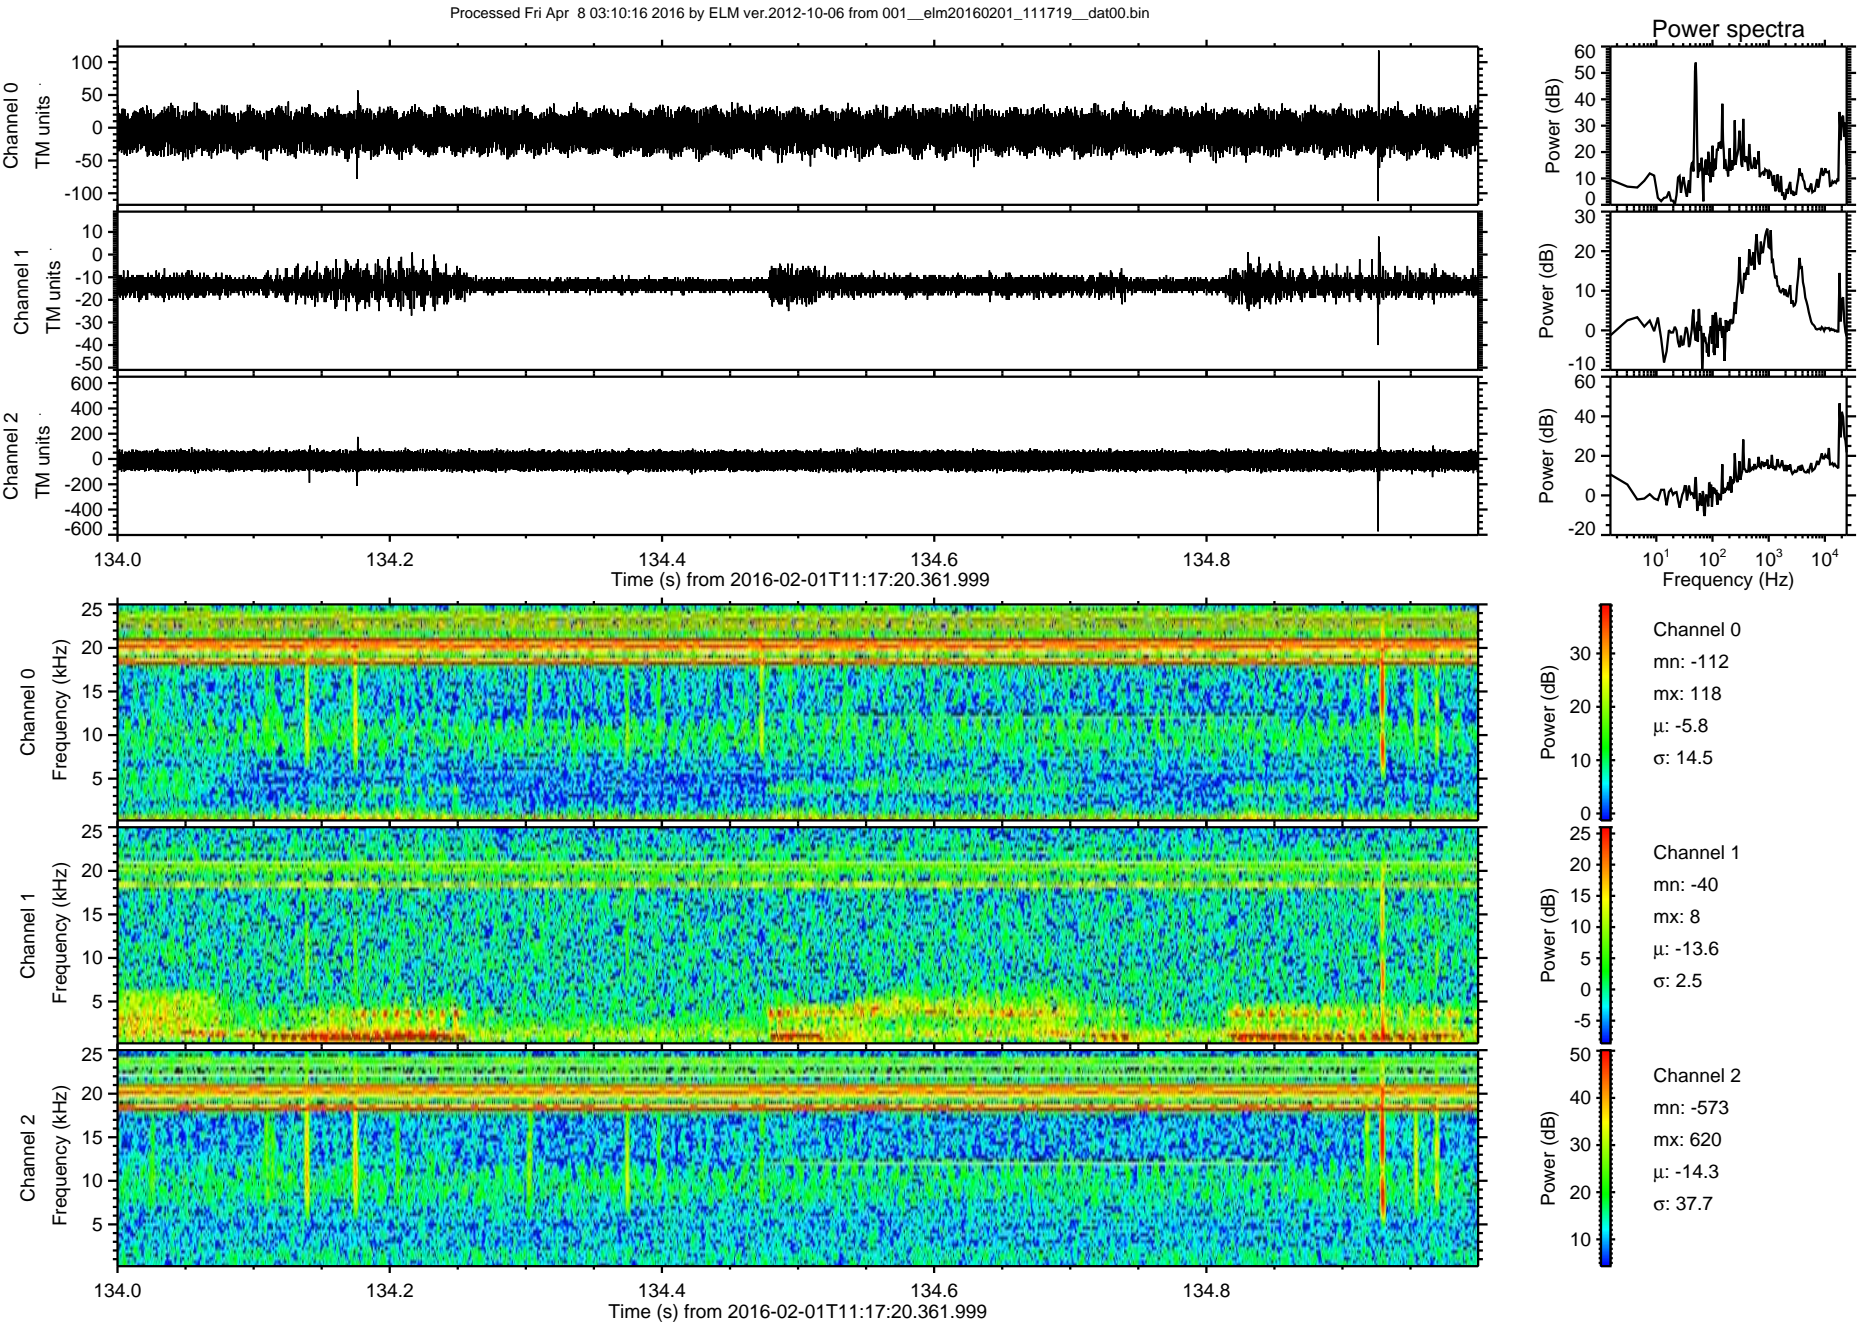 Processed Fri Apr  8 03:10:16 2016 by ELM ver.2012-10-06 from 001__elm20160201_111719__dat00.bin
Power spectra
Channel 0
TM units
100
50
0
-50
-100
Power (dB)
60
50
40
30
20
10
0
Channel 1
TM units
10
0
-10
-20
-30
-40
-50
Power (dB)
30
20
10
0
-10
Channel 2
TM units
600
400
200
0
-200
-400
-600
Power (dB)
60
40
20
0
-20
134.0 134.2 134.4 134.6 134.8
Time (s) from 2016-02-01T11:17:20.361.999
10¹ 10² 10³ 10⁴
Frequency (Hz)
Channel 0
Frequency (kHz)
25
20
15
10
5
Power (dB)
30
20
10
0
Channel 0
mn: -112
mx: 118
μ: -5.8
σ: 14.5
Channel 1
Frequency (kHz)
25
20
15
10
5
Power (dB)
25
20
15
10
5
0
-5
Channel 1
mn: -40
mx: 8
μ: -13.6
σ: 2.5
Channel 2
Frequency (kHz)
25
20
15
10
5
Power (dB)
50
40
30
20
10
Channel 2
mn: -573
mx: 620
μ: -14.3
σ: 37.7
134.0 134.2 134.4 134.6 134.8
Time (s) from 2016-02-01T11:17:20.361.999